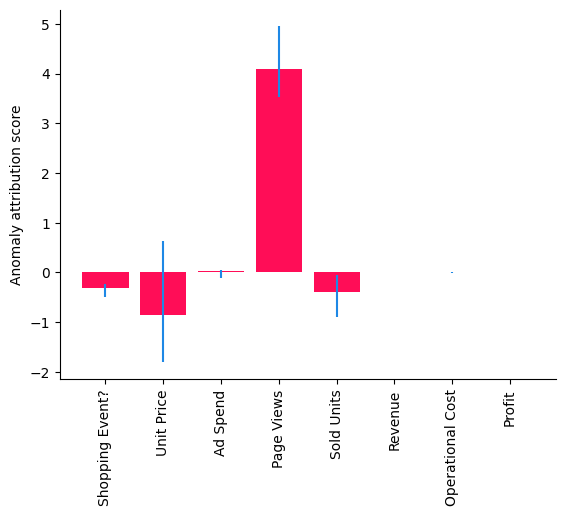 5
4
3
2
1
0
−1
−2
Anomaly attribution score
Shopping Event?
Unit Price
Ad Spend
Page Views
Sold Units
Revenue
Operational Cost
Profit